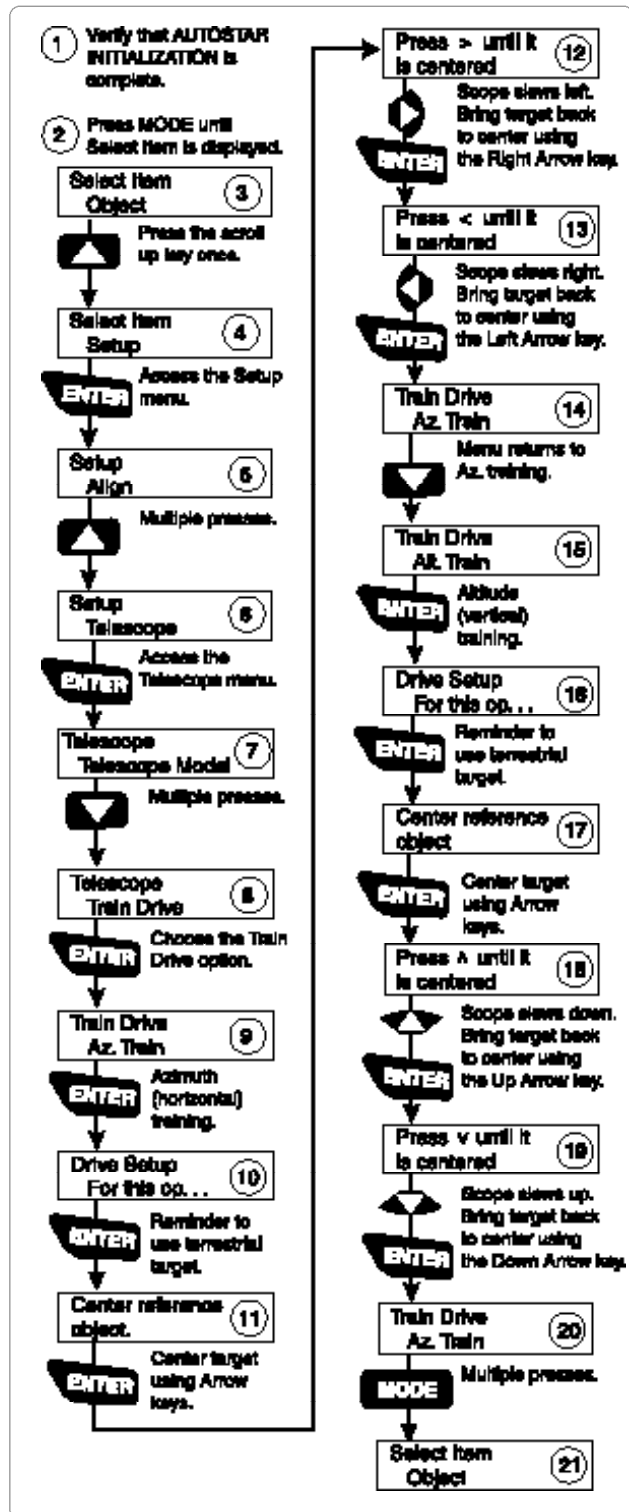 1 Verify that AUTOSTAR
INITIALIZATION is
complete.
2 Press MODE until
Select Item is displayed.
Select Item 3
Object
Press the scroll
up key once.
Select Item 4
Setup
ENTER Access the Setup
menu.
Setup 5
Align
Multiple presses.
Setup 6
Telescope
ENTER Access the
Telescope menu.
Telescope 7
Telescope Model
Multiple presses.
Telescope 8
Train Drive
ENTER Choose the Train
Drive option.
Train Drive 9
Az. Train
ENTER Azimuth
(horizontal)
training.
Drive Setup 10
For this op. . .
ENTER Reminder to
use terrestrial
target.
Center reference 11
object.
ENTER Center target
using Arrow
keys.
Press > until it 12
is centered
Scope slews left.
Bring target back
to center using
the Right Arrow key.
ENTER
Press < until it 13
is centered
Scope slews right.
Bring target back
to center using
the Left Arrow key.
ENTER
Train Drive 14
Az. Train
Menu returns to
Az. training.
Train Drive 15
Alt. Train
ENTER Altitude
(vertical)
training.
Drive Setup 16
For this op. . .
ENTER Reminder to
use terrestrial
target.
Center reference 17
object
ENTER Center target
using Arrow
keys.
Press ^ until it 18
is centered
Scope slews down.
Bring target back
to center using
the Up Arrow key.
ENTER
Press v until it 19
is centered
Scope slews up.
Bring target back
to center using
the Down Arrow key.
ENTER
Train Drive 20
Az. Train
MODE Multiple presses.
Select Item 21
Object